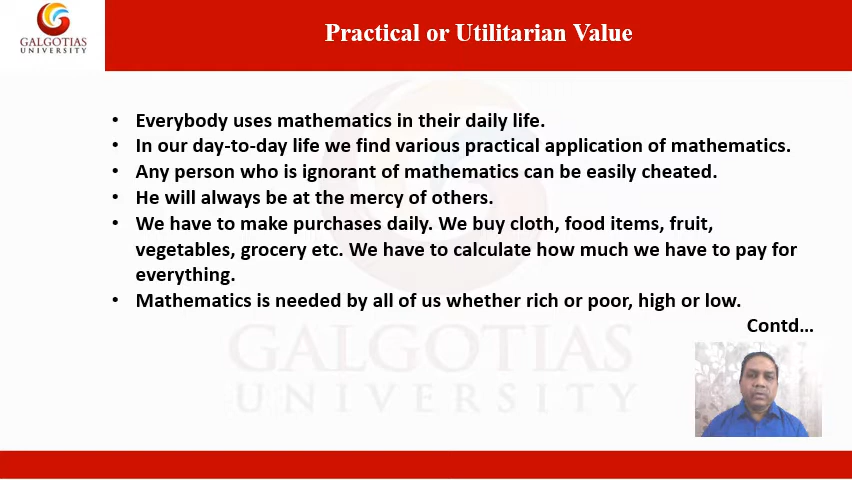 GALGOTIAS
UNIVERSITY
Practical or Utilitarian Value
• Everybody uses mathematics in their daily life.
• In our day-to-day life we find various practical application of mathematics.
• Any person who is ignorant of mathematics can be easily cheated.
• He will always be at the mercy of others.
• We have to make purchases daily. We buy cloth, food items, fruit,
vegetables, grocery etc. We have to calculate how much we have to pay for
everything.
• Mathematics is needed by all of us whether rich or poor, high or low.
Contd...
GALGOTIAS
UNIVERSITY